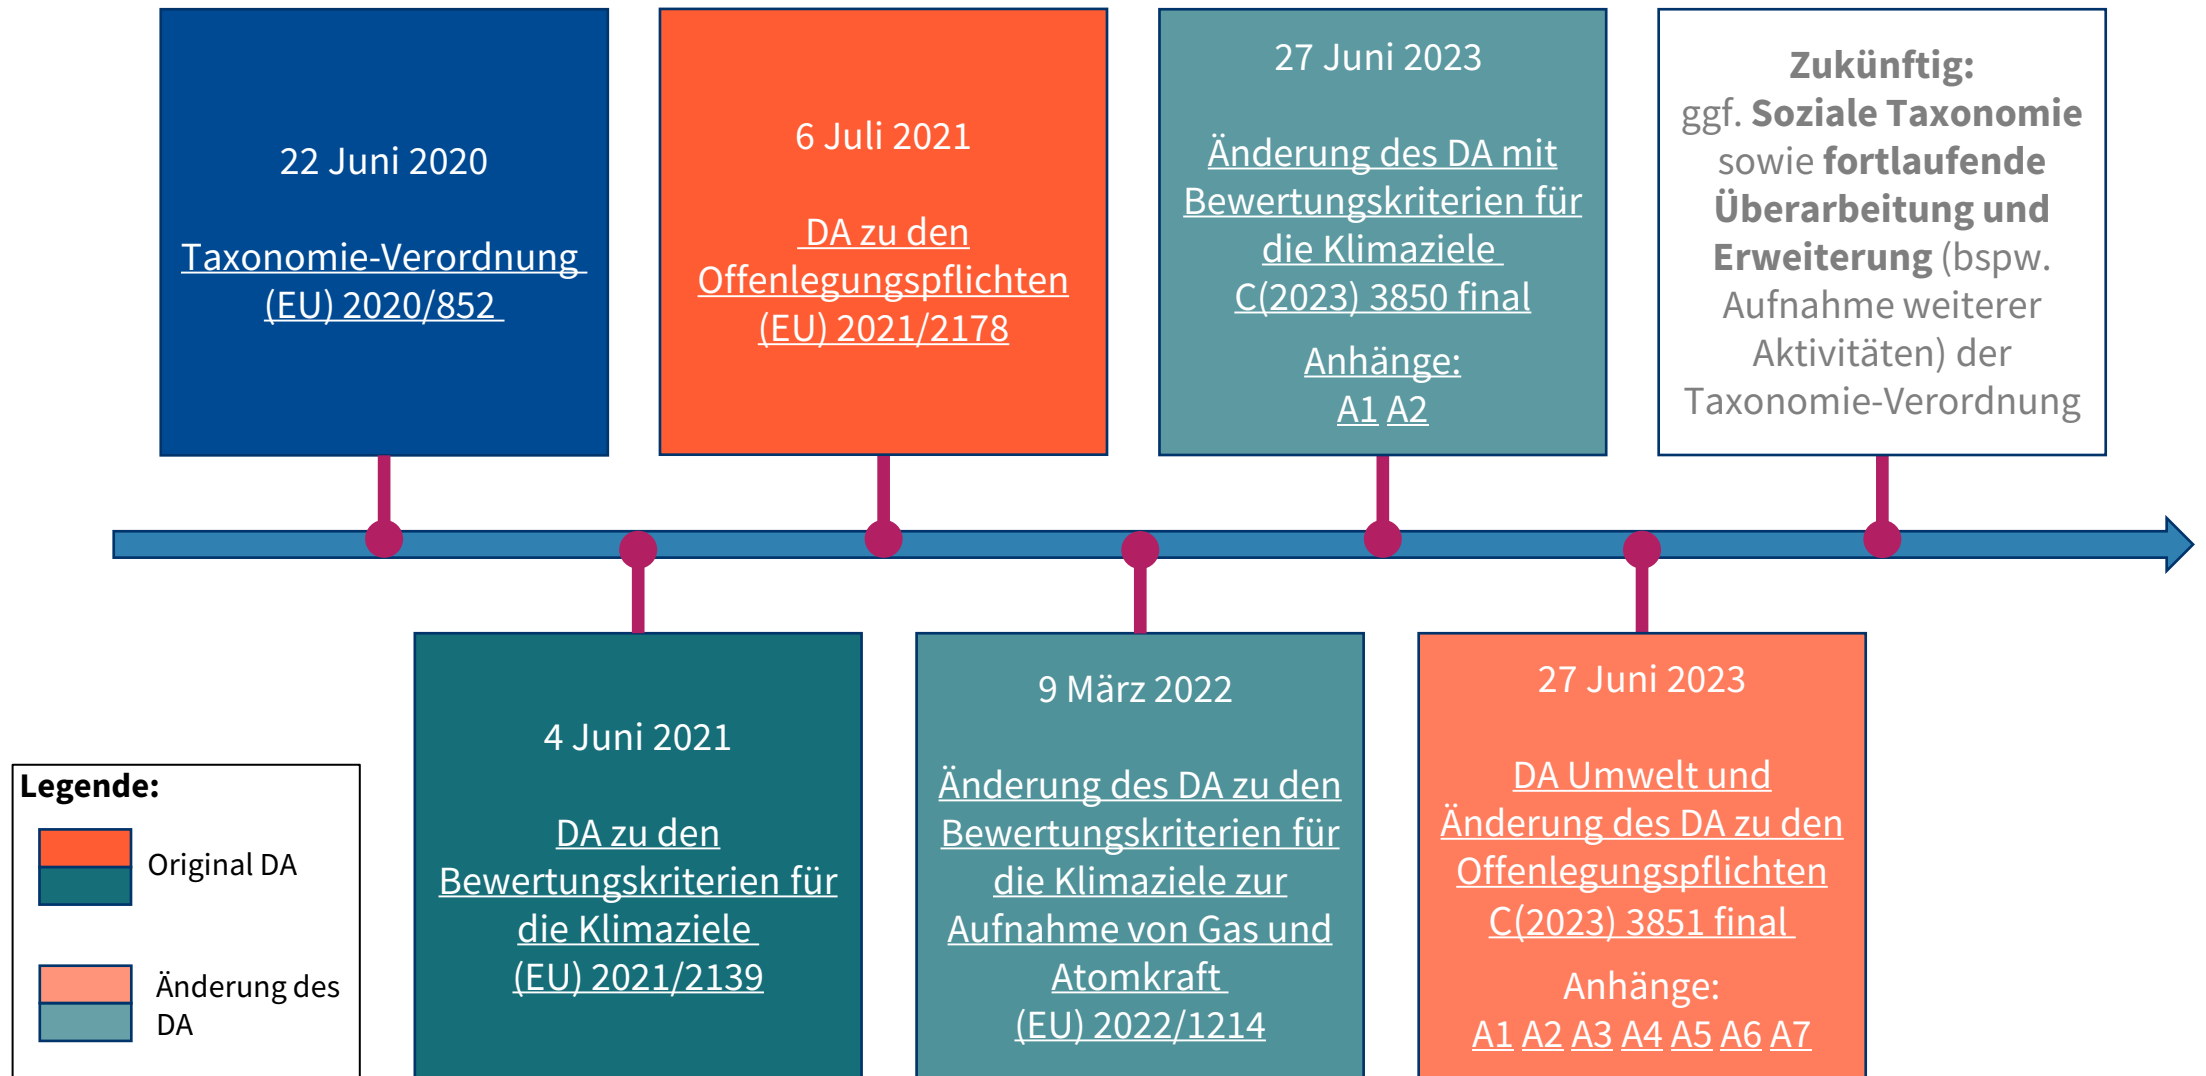 22 Juni 2020
Taxonomie-Verordnung
(EU) 2020/852
6 Juli 2021
DA zu den
Offenlegungspflichten
(EU) 2021/2178
27 Juni 2023
Änderung des DA mit
Bewertungskriterien für
die Klimaziele
C(2023) 3850 final
Anhänge:
A1 A2
Zukünftig:
ggf. Soziale Taxonomie
sowie fortlaufende
Überarbeitung und
Erweiterung (bspw.
Aufnahme weiterer
Aktivitäten) der
Taxonomie-Verordnung
4 Juni 2021
DA zu den
Bewertungskriterien für
die Klimaziele
(EU) 2021/2139
9 März 2022
Änderung des DA zu den
Bewertungskriterien für
die Klimaziele zur
Aufnahme von Gas und
Atomkraft
(EU) 2022/1214
27 Juni 2023
DA Umwelt und
Änderung des DA zu den
Offenlegungspflichten
C(2023) 3851 final
Anhänge:
A1 A2 A3 A4 A5 A6 A7
Legende:
Original DA
Änderung des
DA